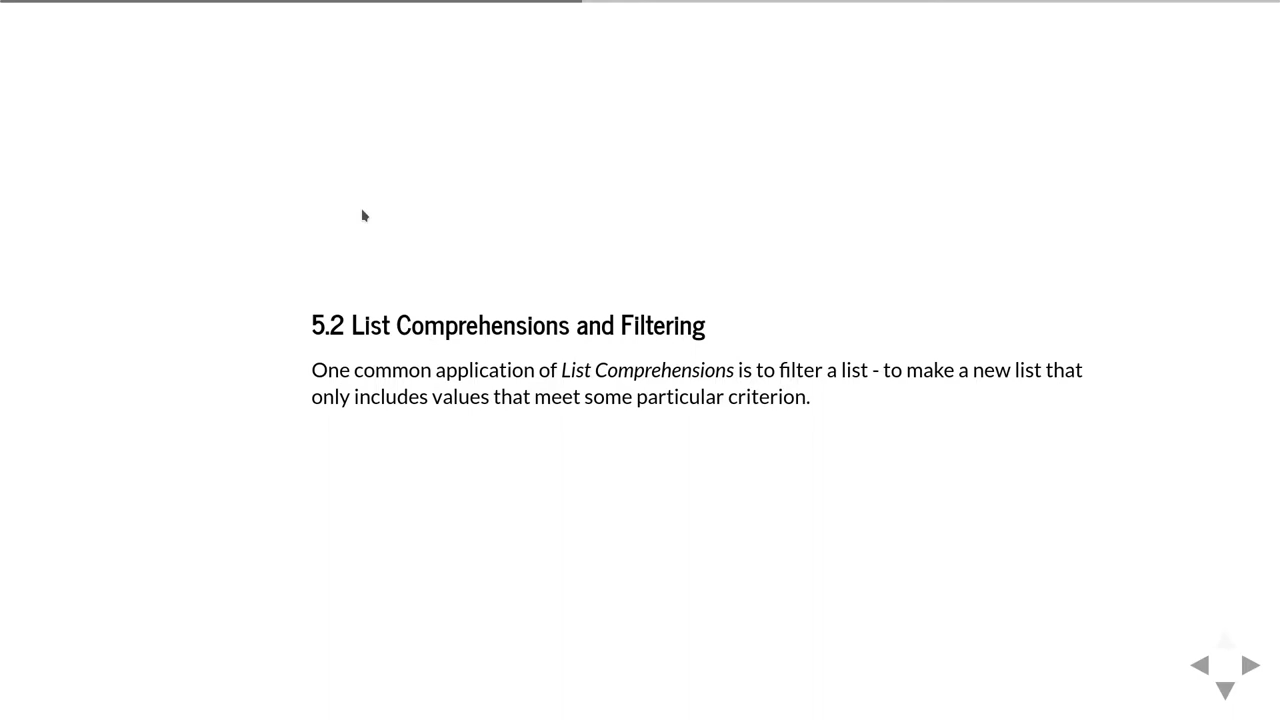 5.2 List Comprehensions and Filtering
One common application of List Comprehensions is to filter a list - to make a new list that
only includes values that meet some particular criterion.